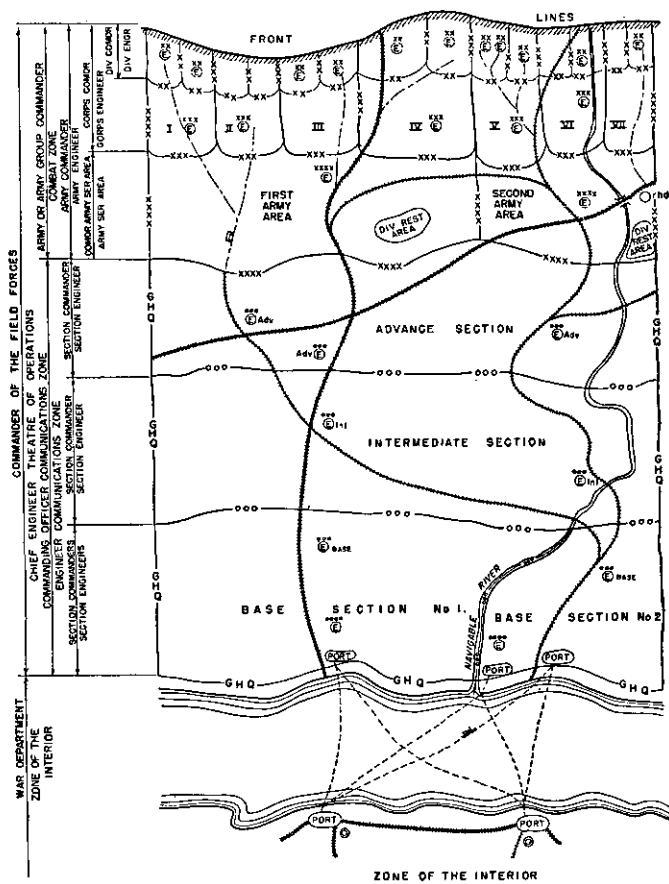 FRONT LINES
COMMANDER OF THE FIELD FORCES
CHIEF ENGINEER THEATRE OF OPERATIONS
ARMY OR ARMY GROUP COMMANDER
COMBAT ZONE
ARMY COMMANDER
ARMY ENGINEER
CORPS COMDR
CORPS ENGINEER
DIV COMDR
DIV ENGR
COMDR ARMY SER AREA
ARMY SER AREA
COMMANDING OFFICER COMMUNICATIONS ZONE
ENGINEER COMMUNICATIONS ZONE
SECTION COMMANDER
SECTION ENGINEER
SECTION COMMANDER
SECTION ENGINEER
SECTION COMMANDERS
SECTION ENGINEERS
WAR DEPARTMENT
ZONE OF THE
INTERIOR
I II III IV V VI VII
FIRST
ARMY
AREA
SECOND
ARMY
AREA
DIV REST
AREA
DIV
REST
AREA
hd
GHQ
GHQ
E Adv
ADVANCE SECTION
E Adv
Adv E
GHQ
GHQ
E Int
INTERMEDIATE SECTION
E Int
E BASE
E BASE
GHQ
GHQ
NAVIGABLE RIVER
BASE SECTION No 1.
BASE SECTION No 2
PORT
PORT
PORT
GHQ
GHQ
GHQ
PORT
PORT
ZONE OF THE INTERIOR